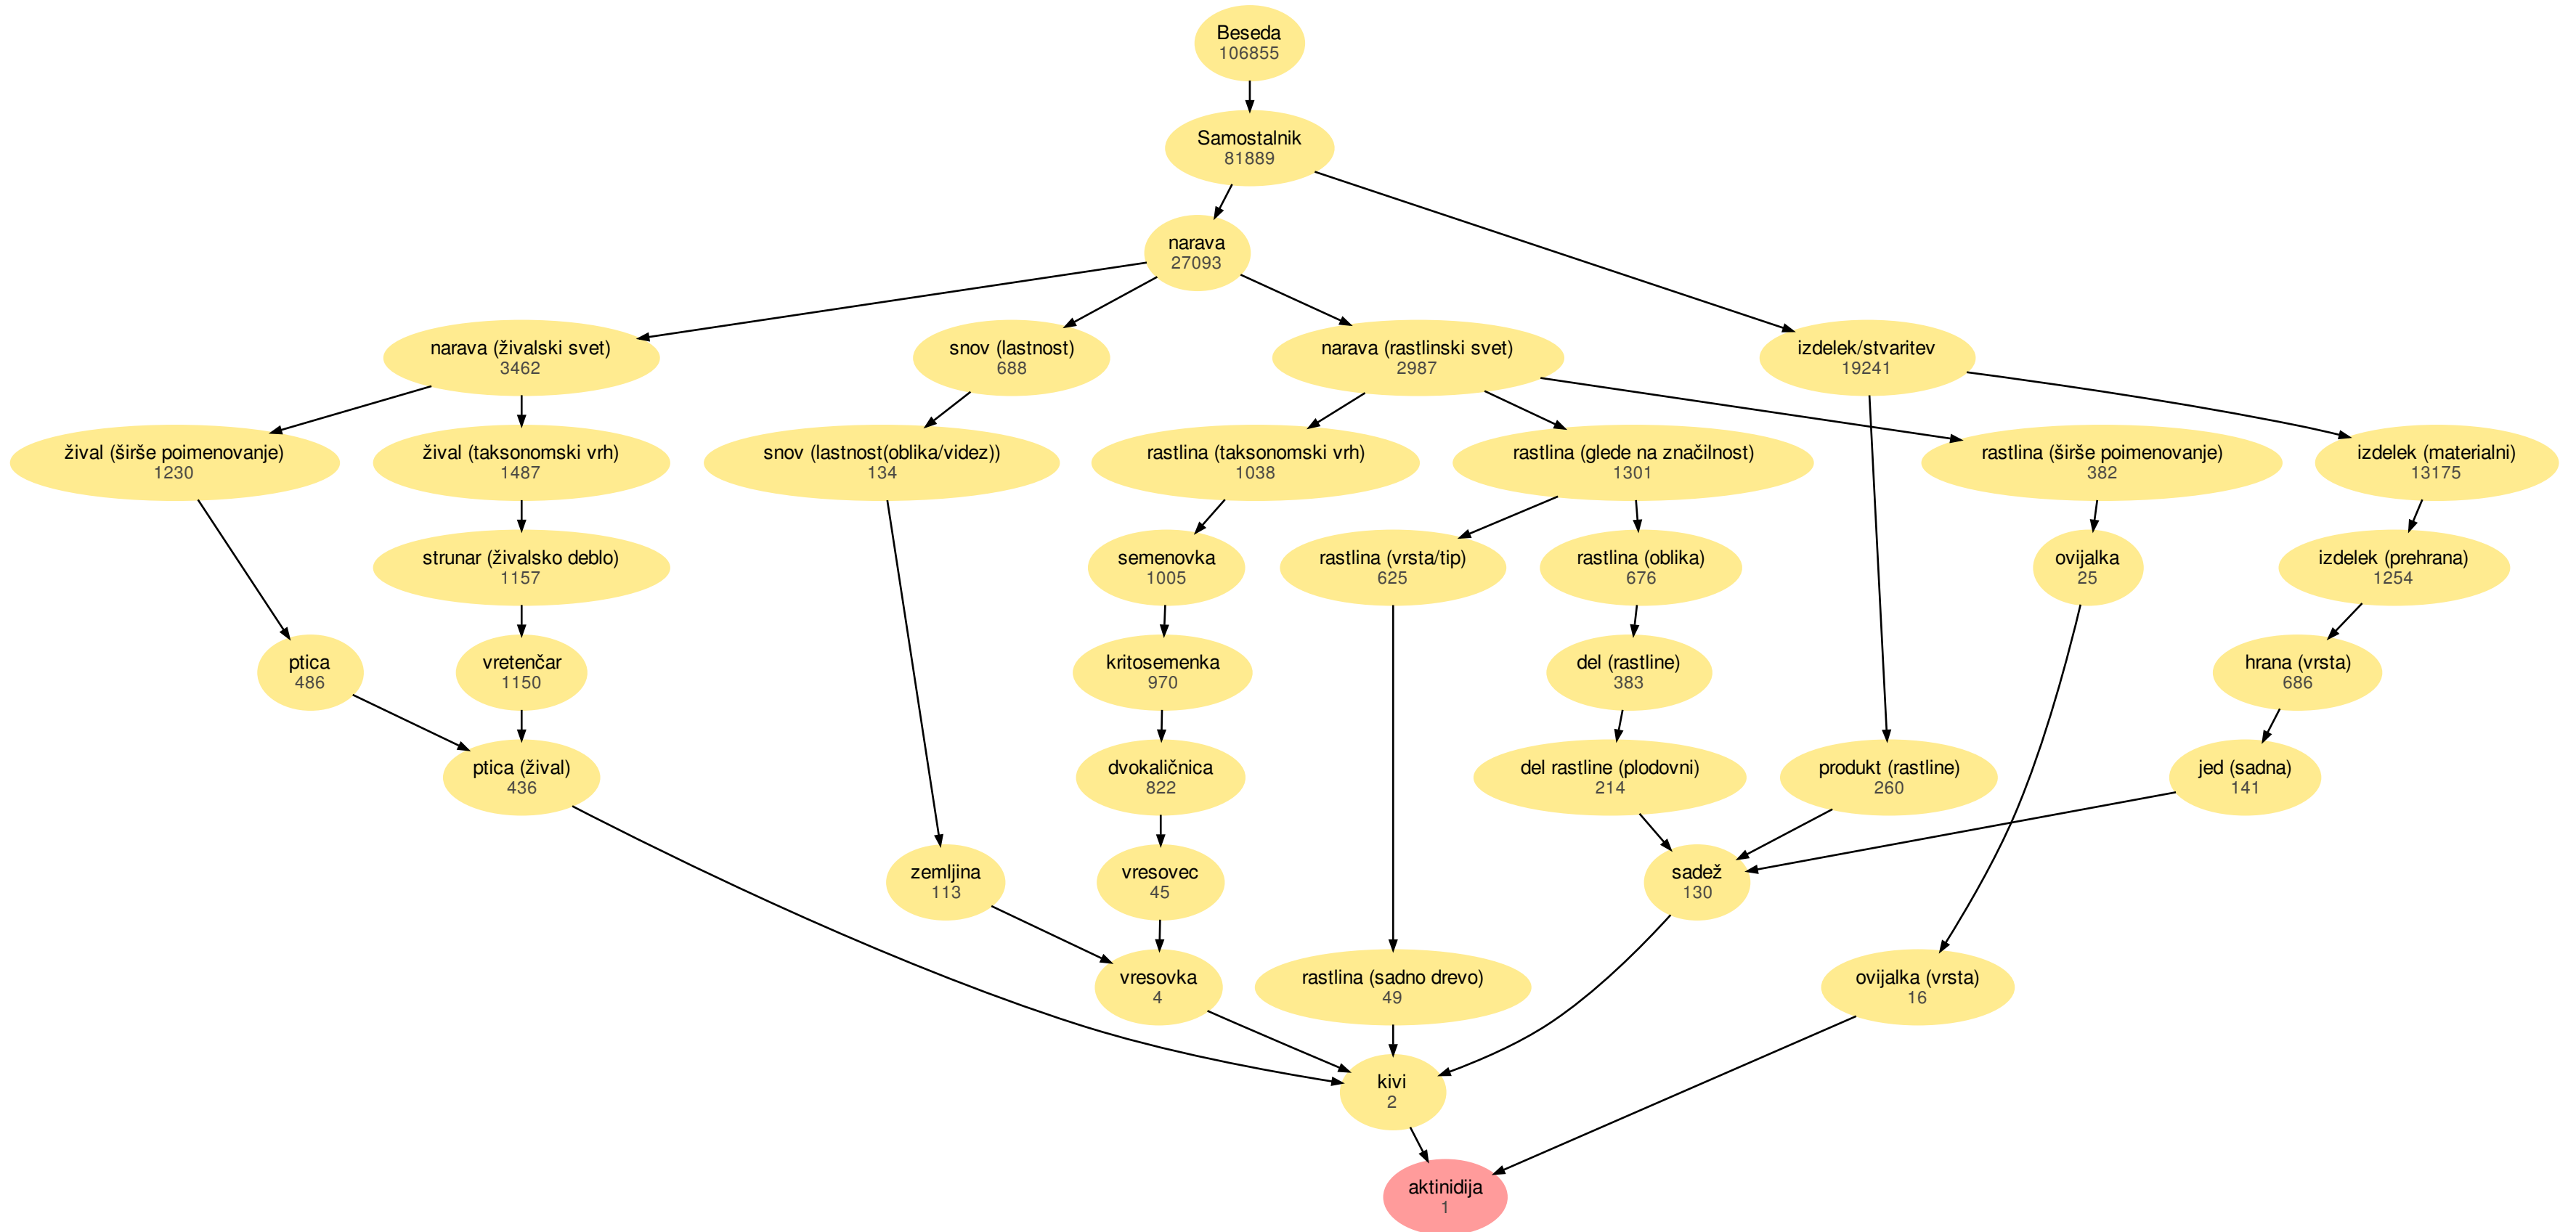 Beseda
106855
Samostalnik
81889
narava
27093
narava (živalski svet)
3462
snov (lastnost)
688
narava (rastlinski svet)
2987
izdelek/stvaritev
19241
žival (širše poimenovanje)
1230
žival (taksonomski vrh)
1487
snov (lastnost(oblika/videz))
134
rastlina (taksonomski vrh)
1038
rastlina (glede na značilnost)
1301
rastlina (širše poimenovanje)
382
izdelek (materialni)
13175
strunar (živalsko deblo)
1157
semenovka
1005
rastlina (vrsta/tip)
625
rastlina (oblika)
676
ovijalka
25
izdelek (prehrana)
1254
ptica
486
vretenčar
1150
kritosemenka
970
del (rastline)
383
hrana (vrsta)
686
ptica (žival)
436
dvokaličnica
822
del rastline (plodovni)
214
produkt (rastline)
260
jed (sadna)
141
zemljina
113
vresovec
45
sadež
130
vresovka
4
rastlina (sadno drevo)
49
ovijalka (vrsta)
16
kivi
2
aktinidija
1